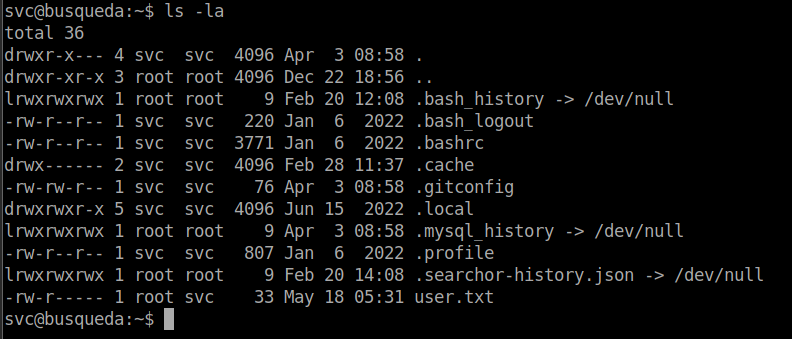 svc@busqueda:~$ ls -la
total 36
drwxr-x--- 4 svc  svc  4096 Apr  3 08:58 .
drwxr-xr-x 3 root root 4096 Dec 22 18:56 ..
lrwxrwxrwx 1 root root    9 Feb 20 12:08 .bash_history -> /dev/null
-rw-r--r-- 1 svc  svc   220 Jan  6  2022 .bash_logout
-rw-r--r-- 1 svc  svc  3771 Jan  6  2022 .bashrc
drwx------ 2 svc  svc  4096 Feb 28 11:37 .cache
-rw-rw-r-- 1 svc  svc    76 Apr  3 08:58 .gitconfig
drwxrwxr-x 5 svc  svc  4096 Jun 15  2022 .local
lrwxrwxrwx 1 root root    9 Apr  3 08:58 .mysql_history -> /dev/null
-rw-r--r-- 1 svc  svc   807 Jan  6  2022 .profile
lrwxrwxrwx 1 root root    9 Feb 20 14:08 .searchor-history.json -> /dev/null
-rw-r----- 1 root svc    33 May 18 05:31 user.txt
svc@busqueda:~$